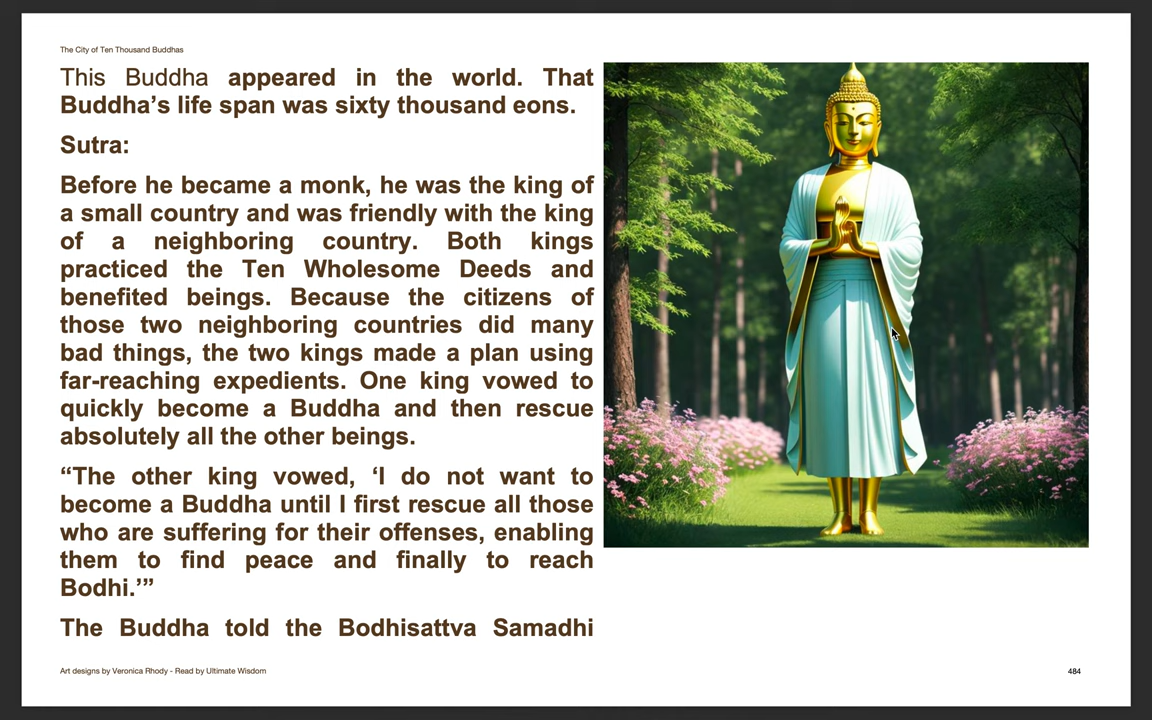 The City of Ten Thousand Buddhas
This Buddha appeared in the world. That
Buddha’s life span was sixty thousand eons.
Sutra:
Before he became a monk, he was the king of
a small country and was friendly with the king
of a neighboring country. Both kings
practiced the Ten Wholesome Deeds and
benefited beings. Because the citizens of
those two neighboring countries did many
bad things, the two kings made a plan using
far-reaching expedients. One king vowed to
quickly become a Buddha and then rescue
absolutely all the other beings.
“The other king vowed, ‘I do not want to
become a Buddha until I first rescue all those
who are suffering for their offenses, enabling
them to find peace and finally to reach
Bodhi.’”
The Buddha told the Bodhisattva Samadhi
Art designs by Veronica Rhody - Read by Ultimate Wisdom
484